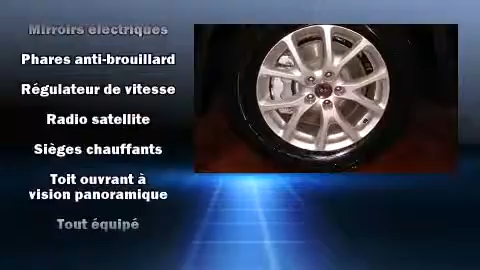 Mirroirs électriques
Phares anti-brouillard
Régulateur de vitesse
Radio satellite
Sièges chauffants
Toit ouvrant à
vision panoramique
Tout équipé